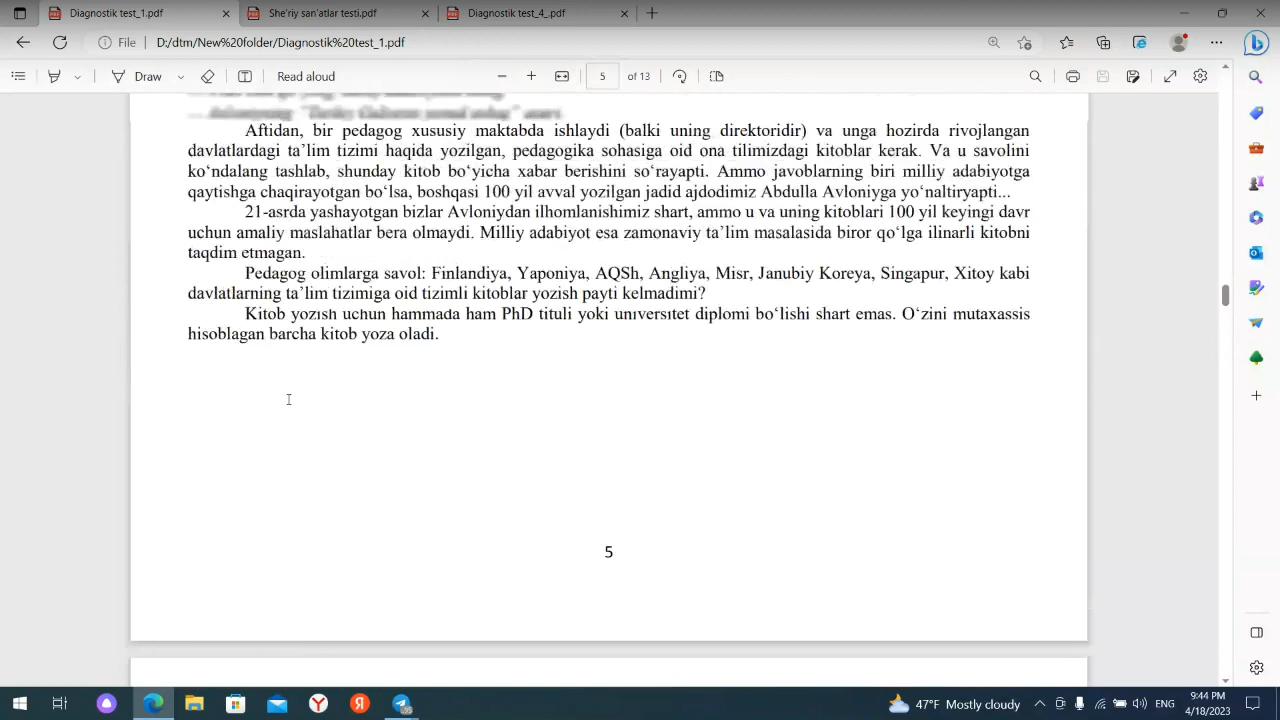 Diagnostik test_1.pdf
She'riy san'atlar testi.pdf
Diagnostik test_4_.pdf
File
D:/dtm/New%20folder/Diagnostik%20test_1.pdf
Draw
Read aloud
5
of 13
Aftidan, bir pedagog xususiy maktabda ishlaydi (balki uning direktoridir) va unga hozirda rivojlangan
davlatlardagi ta’lim tizimi haqida yozilgan, pedagogika sohasiga oid ona tilimizdagi kitoblar kerak. Va u savolini
ko‘ndalang tashlab, shunday kitob bo‘yicha xabar berishini so‘rayapti. Ammo javoblarning biri milliy adabiyotga
qaytishga chaqirayotgan bo‘lsa, boshqasi 100 yil avval yozilgan jadid ajdodimiz Abdulla Avloniyga yo‘naltiryapti...
21-asrda yashayotgan bizlar Avloniydan ilhomlanishimiz shart, ammo u va uning kitoblari 100 yil keyingi davr
uchun amaliy maslahatlar bera olmaydi. Milliy adabiyot esa zamonaviy ta’lim masalasida biror qo‘lga ilinarli kitobni
taqdim etmagan.
Pedagog olimlarga savol: Finlandiya, Yaponiya, AQSh, Angliya, Misr, Janubiy Koreya, Singapur, Xitoy kabi
davlatlarning ta’lim tizimiga oid tizimli kitoblar yozish payti kelmadimi?
Kitob yozish uchun hammada ham PhD tituli yoki universitet diplomi bo‘lishi shart emas. O‘zini mutaxassis
hisoblagan barcha kitob yoza oladi.
5
47°F Mostly cloudy
ENG
9:44 PM
4/18/2023